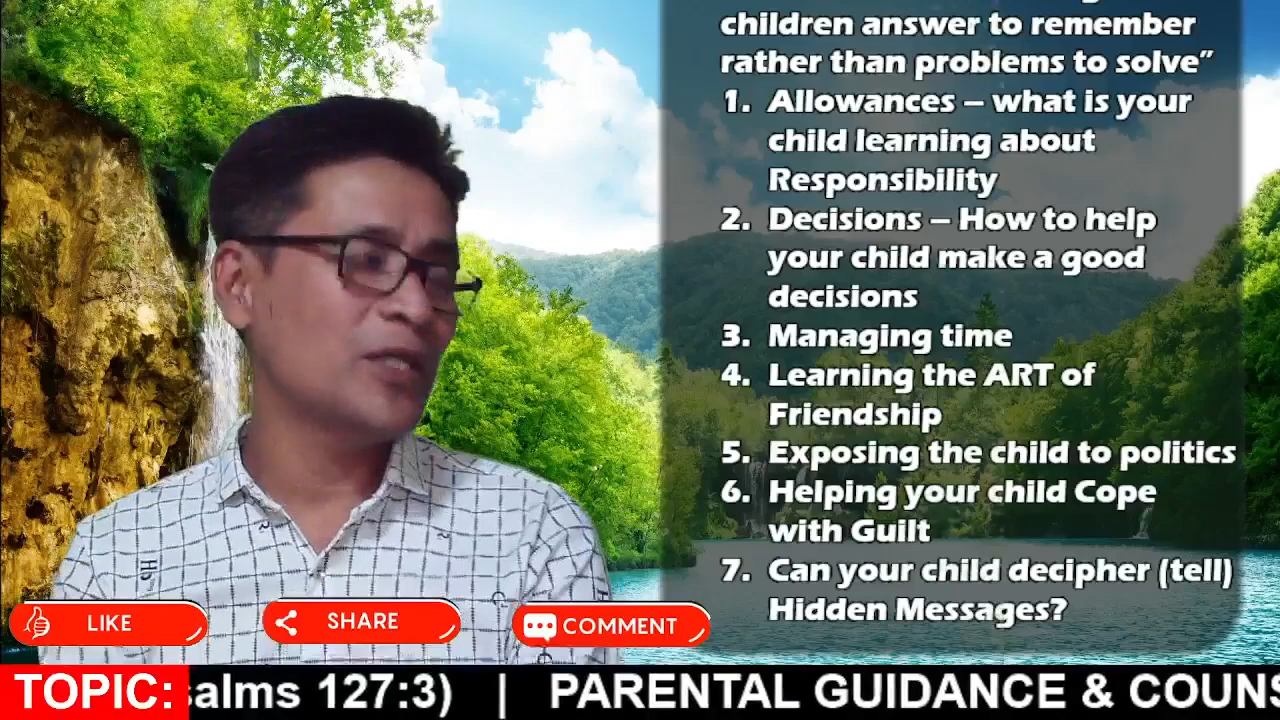 children answer to remember
rather than problems to solve”
1. Allowances – what is your
child learning about
Responsibility
2. Decisions – How to help
your child make a good
decisions
3. Managing time
4. Learning the ART of
Friendship
5. Exposing the child to politics
6. Helping your child Cope
with Guilt
7. Can your child decipher (tell)
Hidden Messages?
LIKE
SHARE
COMMENT
TOPIC: salms 127:3) | PARENTAL GUIDANCE & COUNS